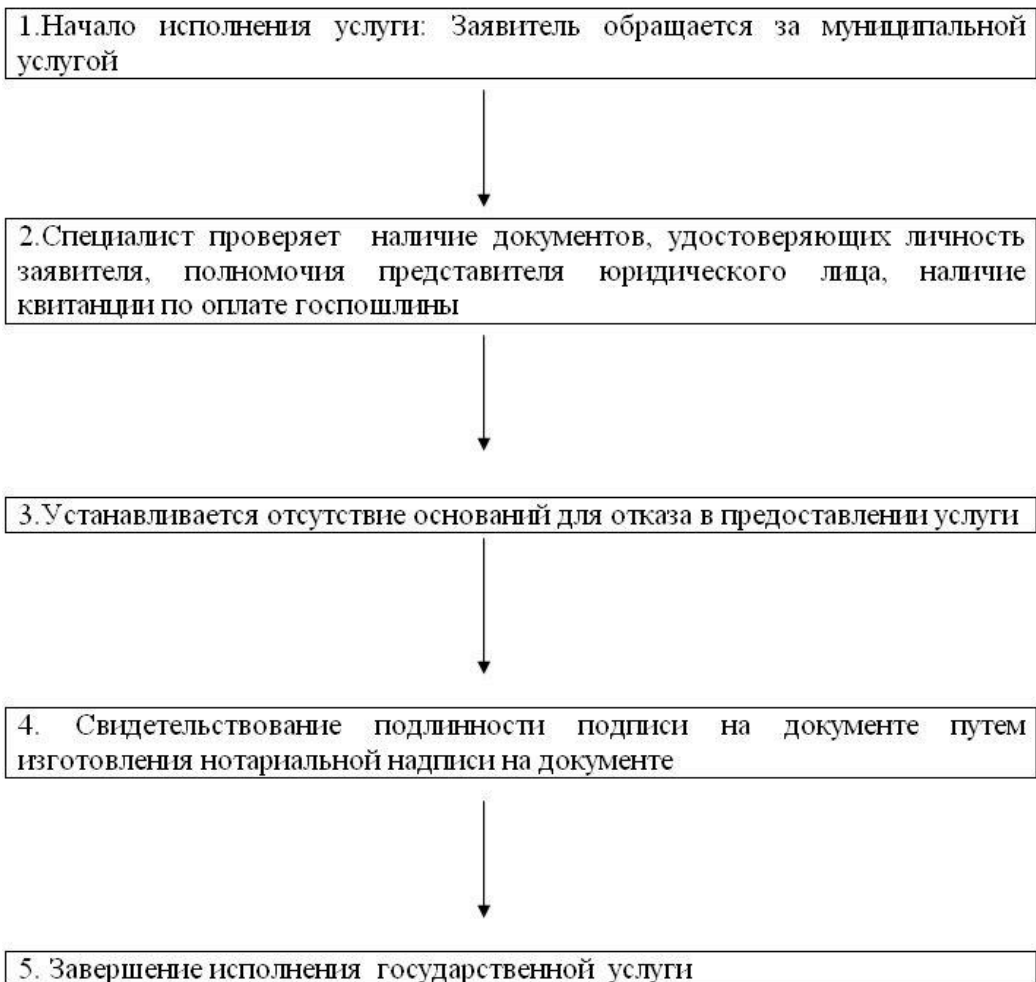 1.Начало исполнения услуги: Заявитель обращается за муниципальной
услугой
2.Специалист проверяет наличие документов, удостоверяющих личность
заявителя, полномочия представителя юридического лица, наличие
квитанции по оплате госпошлины
3.Устанавливается отсутствие оснований для отказа в предоставлении услуги
4. Свидетельствование подлинности подписи на документе путем
изготовления нотариальной надписи на документе
5. Завершение исполнения государственной услуги